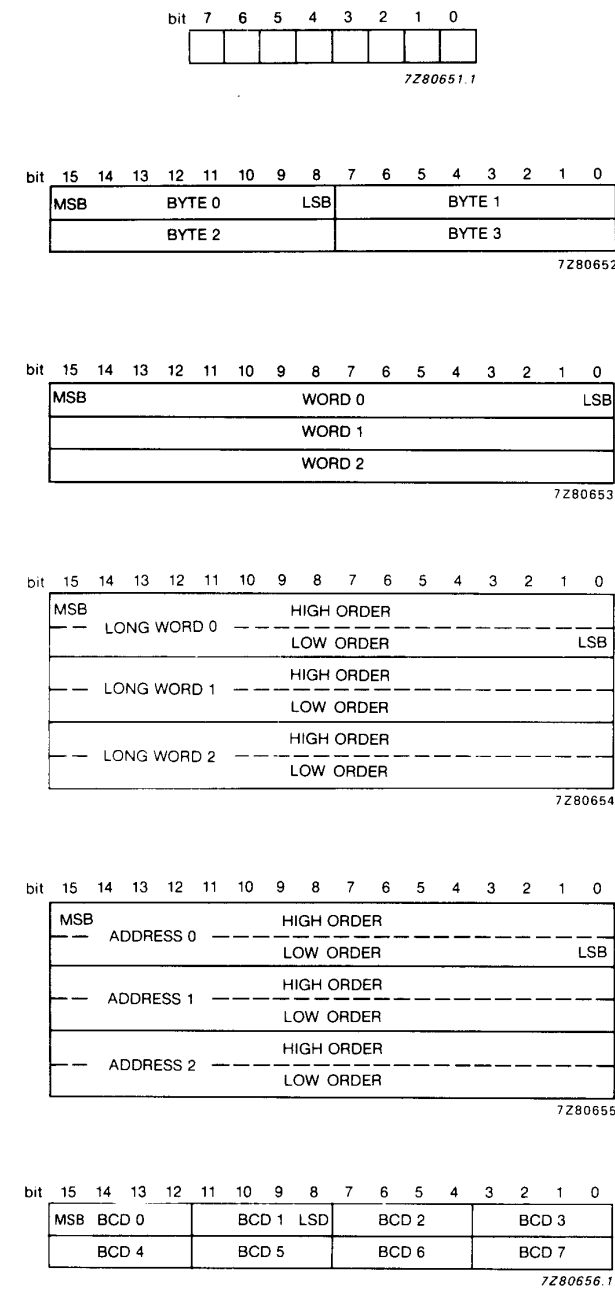 bit 7 6 5 4 3 2 1 0
7Z80651.1
bit 15 14 13 12 11 10 9 8 7 6 5 4 3 2 1 0
MSB BYTE 0 LSB BYTE 1
BYTE 2 BYTE 3
7Z80652
bit 15 14 13 12 11 10 9 8 7 6 5 4 3 2 1 0
MSB WORD 0 LSB
WORD 1
WORD 2
7Z80653
bit 15 14 13 12 11 10 9 8 7 6 5 4 3 2 1 0
MSB HIGH ORDER
LONG WORD 0
LOW ORDER LSB
HIGH ORDER
LONG WORD 1
LOW ORDER
HIGH ORDER
LONG WORD 2
LOW ORDER
7Z80654
bit 15 14 13 12 11 10 9 8 7 6 5 4 3 2 1 0
MSB HIGH ORDER
ADDRESS 0
LOW ORDER LSB
HIGH ORDER
ADDRESS 1
LOW ORDER
HIGH ORDER
ADDRESS 2
LOW ORDER
7Z80655
bit 15 14 13 12 11 10 9 8 7 6 5 4 3 2 1 0
MSB BCD 0 BCD 1 LSD BCD 2 BCD 3
BCD 4 BCD 5 BCD 6 BCD 7
7Z80656.1